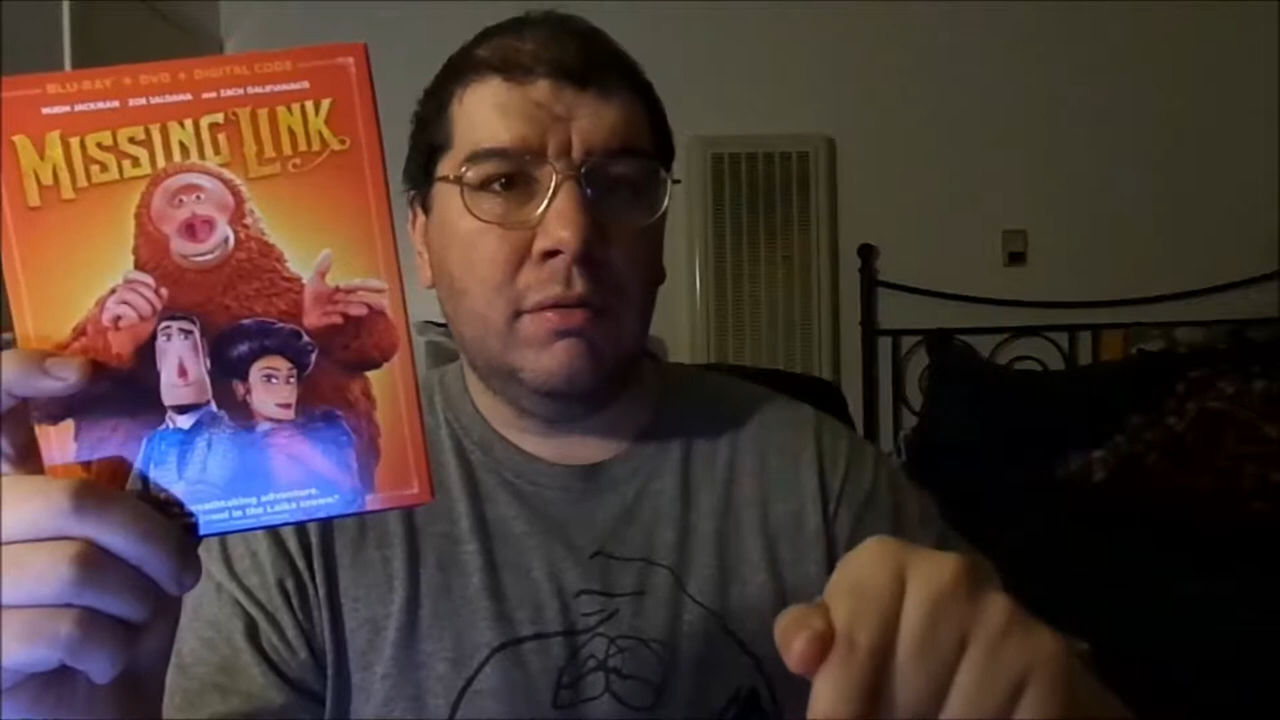 BLU-RAY + DVD + DIGITAL CODE
HUGH JACKMAN ZOE SALDANA AND ZACH GALIFIANAKIS
MISSING LINK
breathtaking adventure.
jewel in the Laika crown."